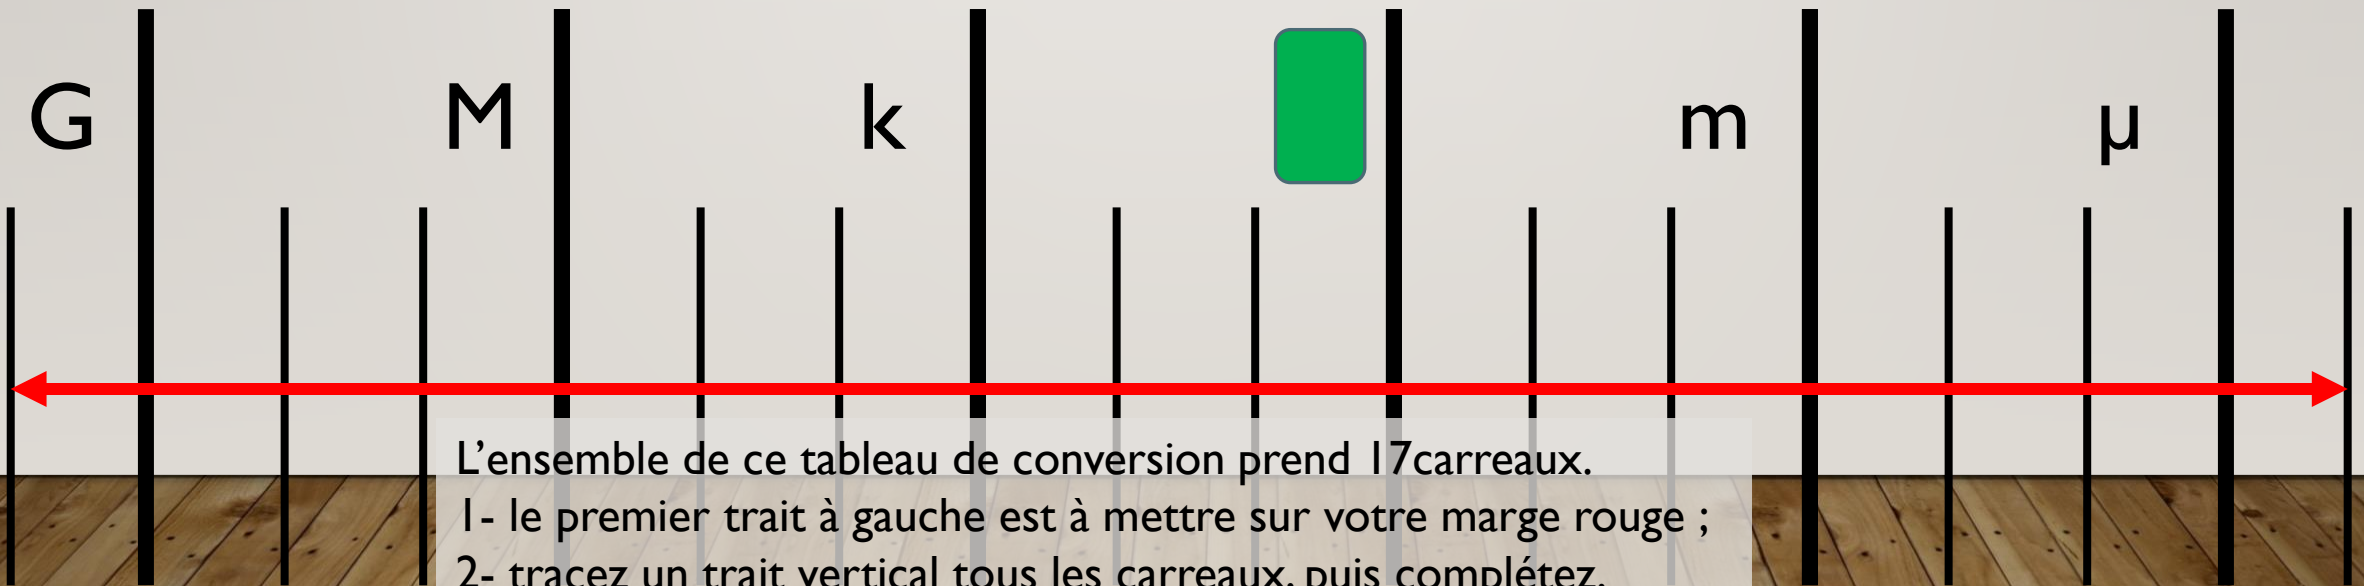 G M k m µ
L’ensemble de ce tableau de conversion prend 17carreaux.
1- le premier trait à gauche est à mettre sur votre marge rouge ;
2- tracez un trait vertical tous les carreaux, puis complétez.